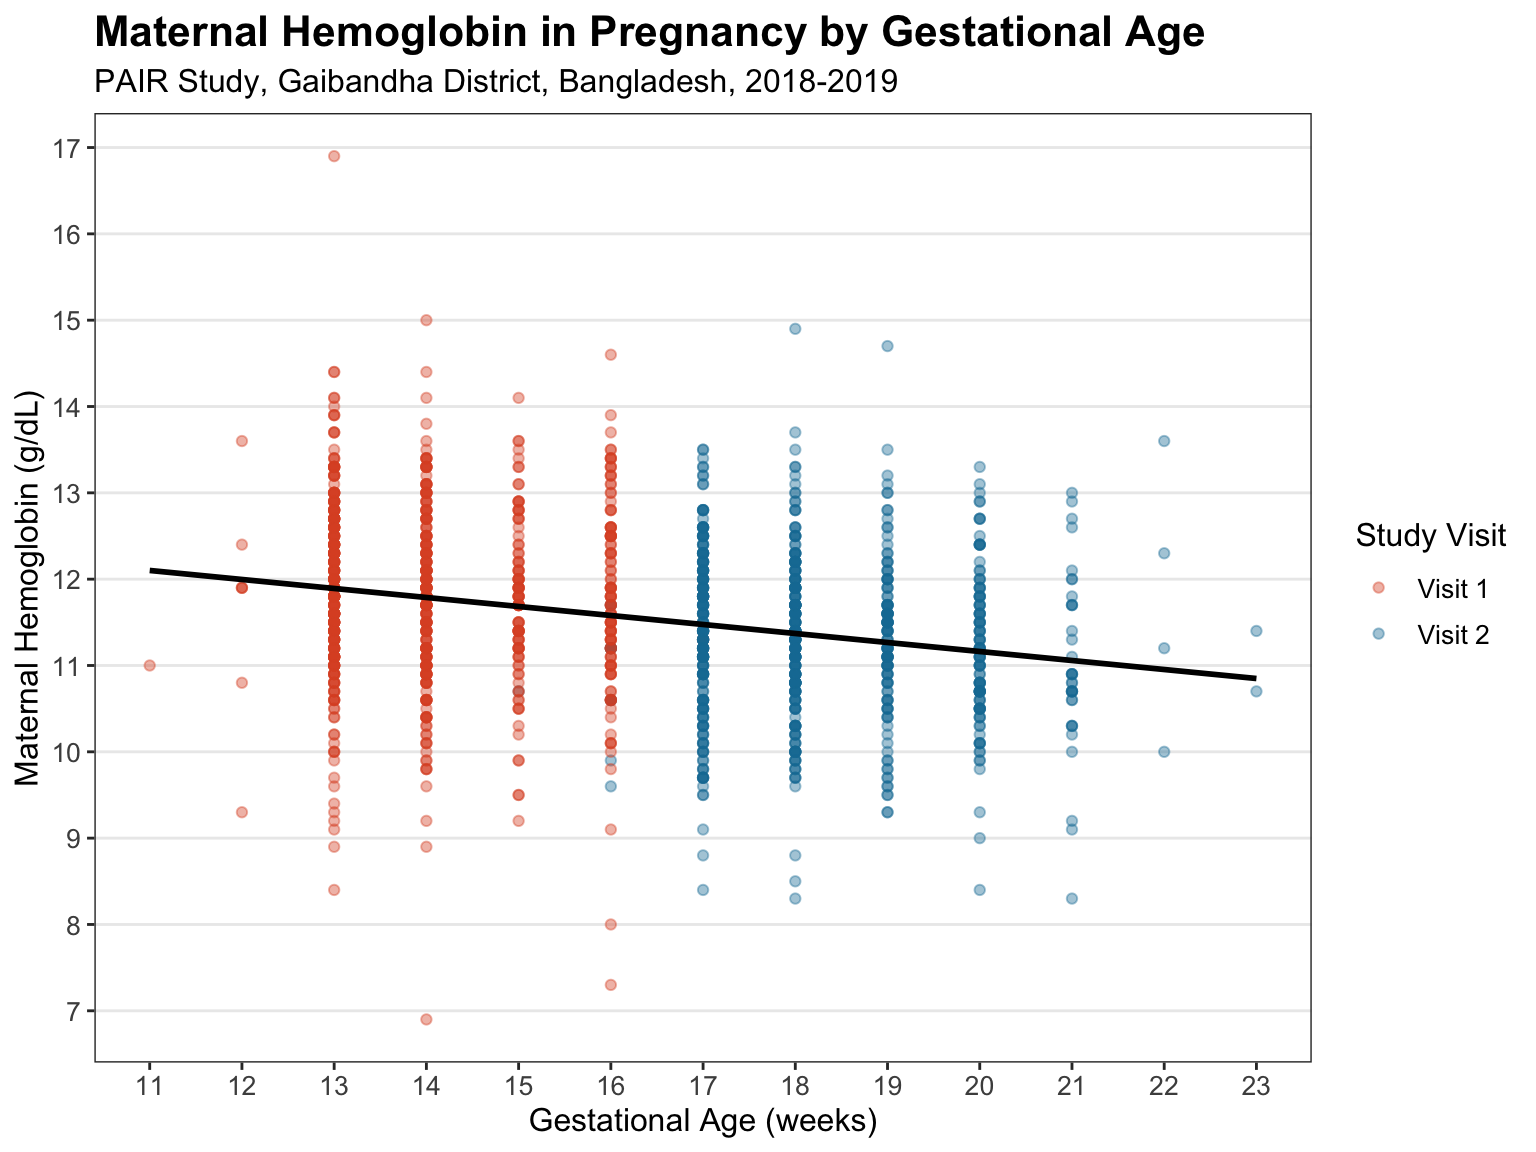 Maternal Hemoglobin in Pregnancy by Gestational Age
PAIR Study, Gaibandha District, Bangladesh, 2018-2019
Maternal Hemoglobin (g/dL)
17
16
15
14
13
12
11
10
9
8
7
11 12 13 14 15 16 17 18 19 20 21 22 23
Gestational Age (weeks)
Study Visit
Visit 1
Visit 2